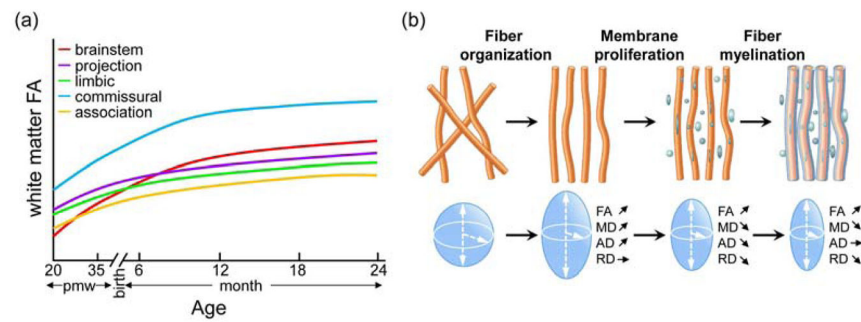 (a)
brainstem
projection
limbic
commissural
association
white matter FA
20 35 6 12 18 24
pmw birth month
Age
(b)
Fiber organization
Membrane proliferation
Fiber myelination
FA ↗
MD ↗
AD ↗
RD →
FA ↗
MD ↘
AD ↘
RD ↘
FA ↗
MD ↘
AD →
RD ↘